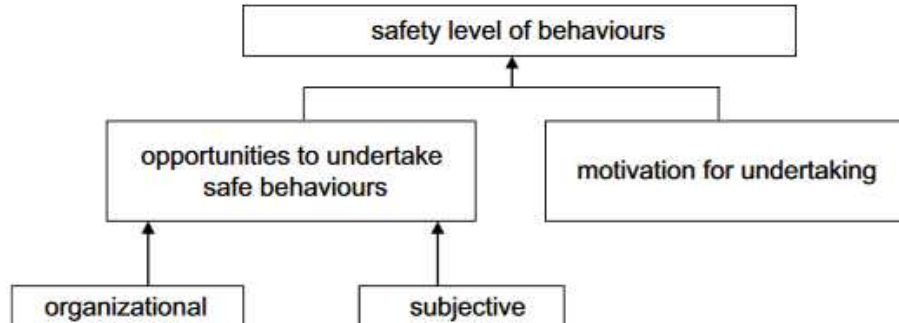 safety level of behaviours
opportunities to undertake
safe behaviours
motivation for undertaking
organizational
subjective